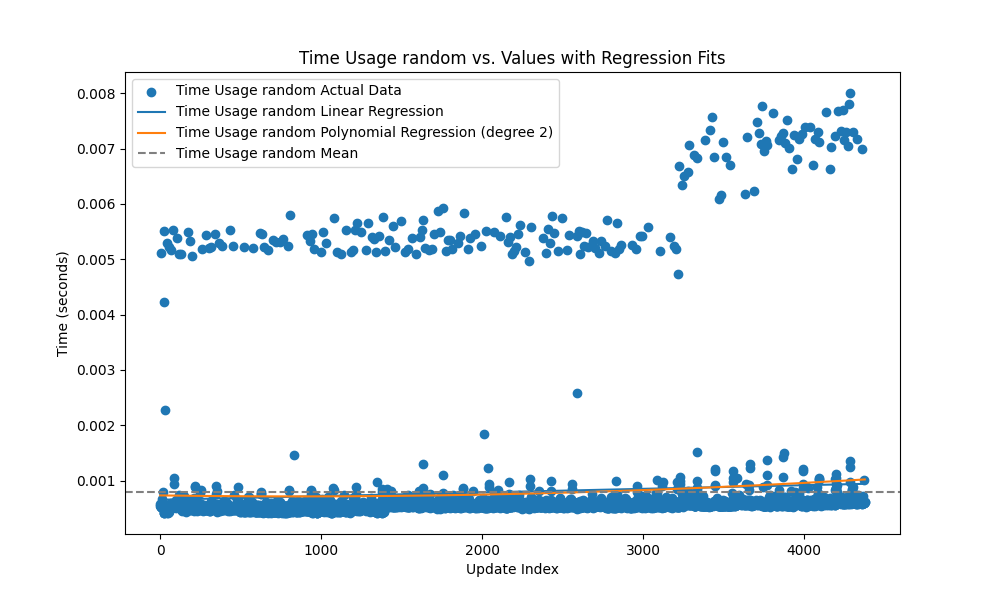 Time Usage random vs. Values with Regression Fits
Time Usage random Actual Data
Time Usage random Linear Regression
Time Usage random Polynomial Regression (degree 2)
Time Usage random Mean
0.008
0.007
0.006
0.005
0.004
0.003
0.002
0.001
Time (seconds)
0 1000 2000 3000 4000
Update Index